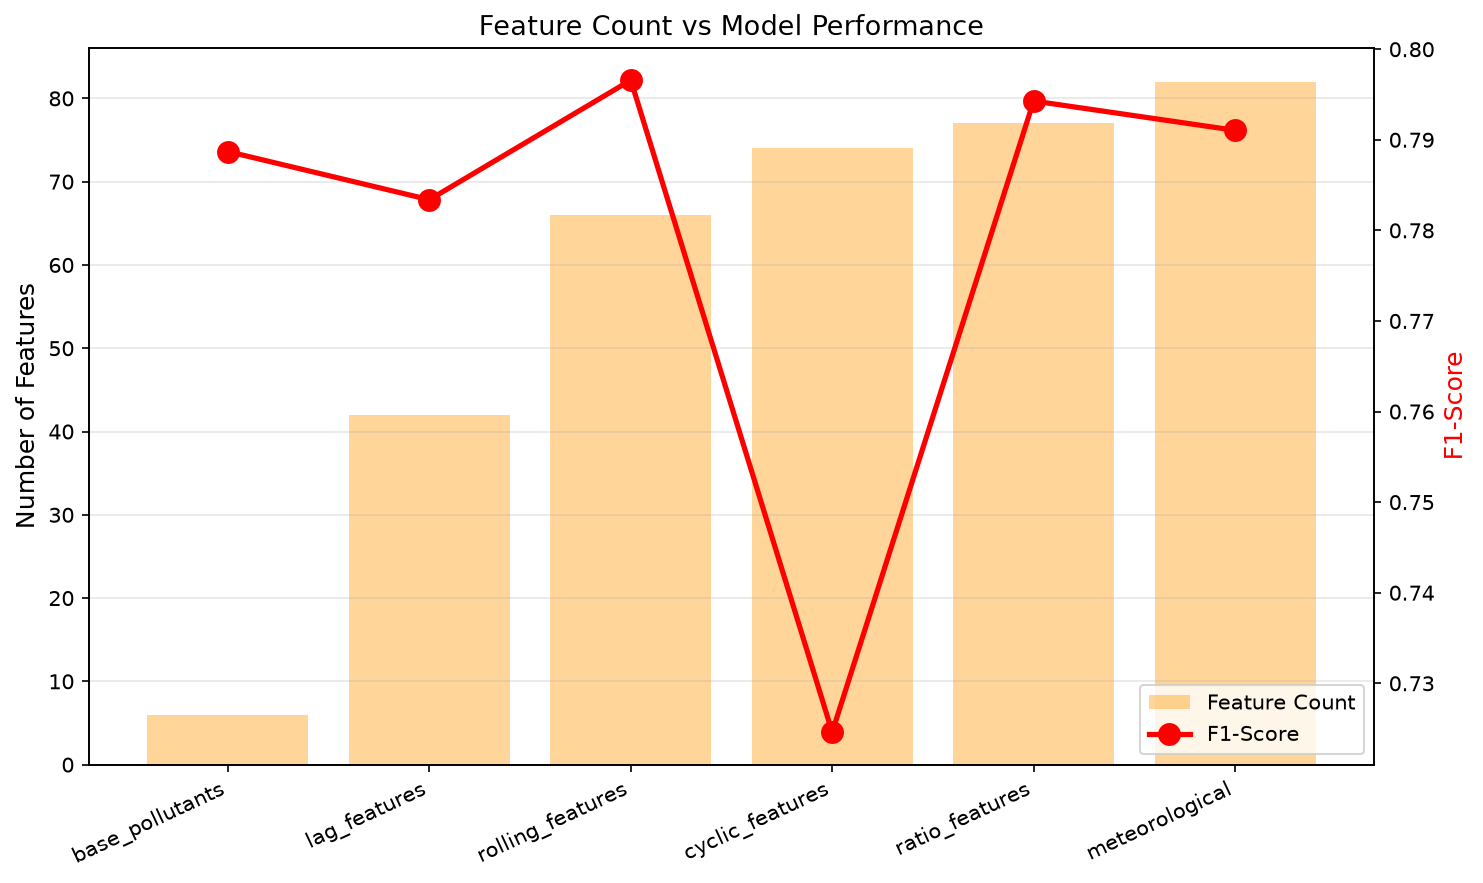 Feature Count vs Model Performance
Number of Features
80
70
60
50
40
30
20
10
0
0.80
0.79
0.78
0.77
0.76
0.75
0.74
0.73
F1-Score
Feature Count
F1-Score
base_pollutants
lag_features
rolling_features
cyclic_features
ratio_features
meteorological